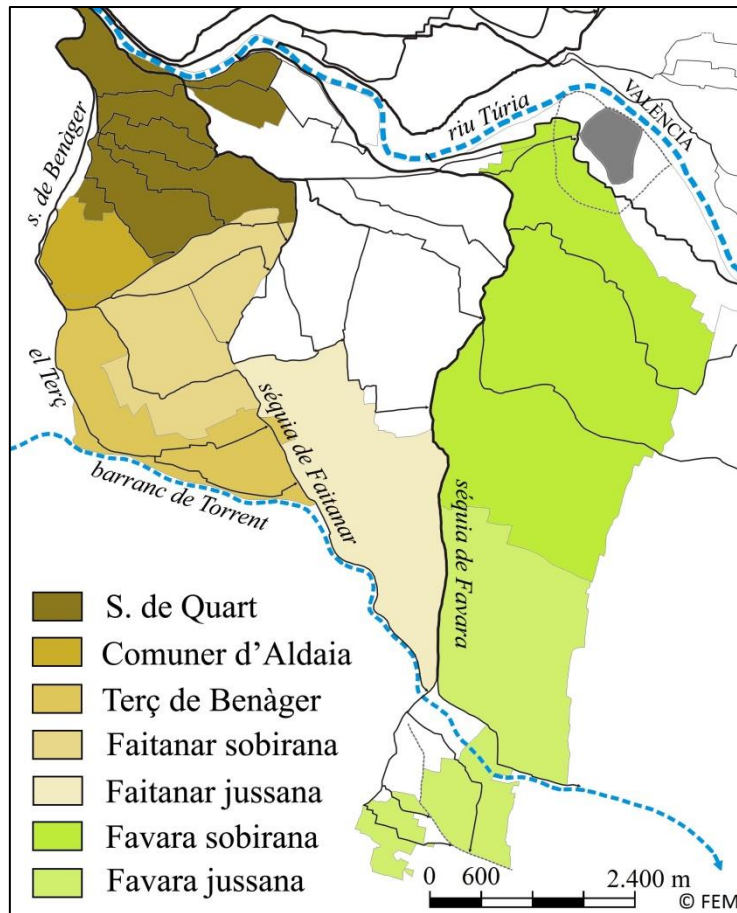 VALÈNCIA
riu Túria
s. de Benàger
el Terç
séquia de Faitanar
barranc de Torrent
séquia de Favara
S. de Quart
Comuner d’Aldaia
Terç de Benàger
Faitanar sobirana
Faitanar jussana
Favara sobirana
Favara jussana
0 600 2.400 m
© FEM